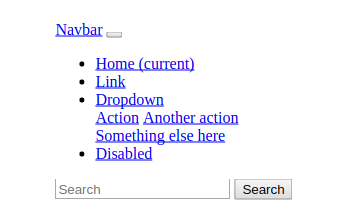 Navbar
Home (current)
Link
Dropdown
Action Another action
Something else here
Disabled
Search Search